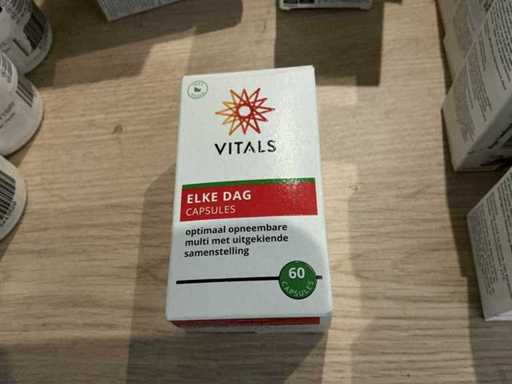 VITALS
ELKE DAG
CAPSULES
optimaal opneembare
multi met uitgekiende
samenstelling
60
CAPSULES